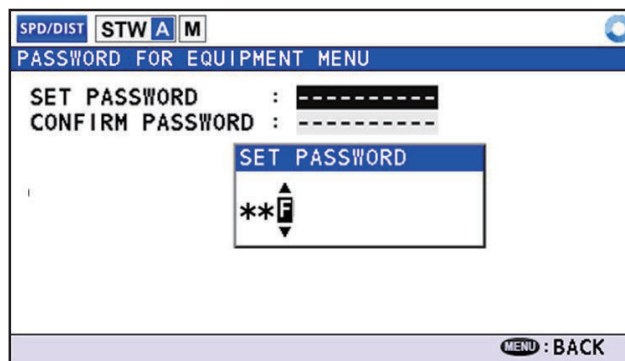 SPD/DIST STW A M
PASSWORD FOR EQUIPMENT MENU
SET PASSWORD : ----------
CONFIRM PASSWORD : ----------
SET PASSWORD
**F
MENU : BACK